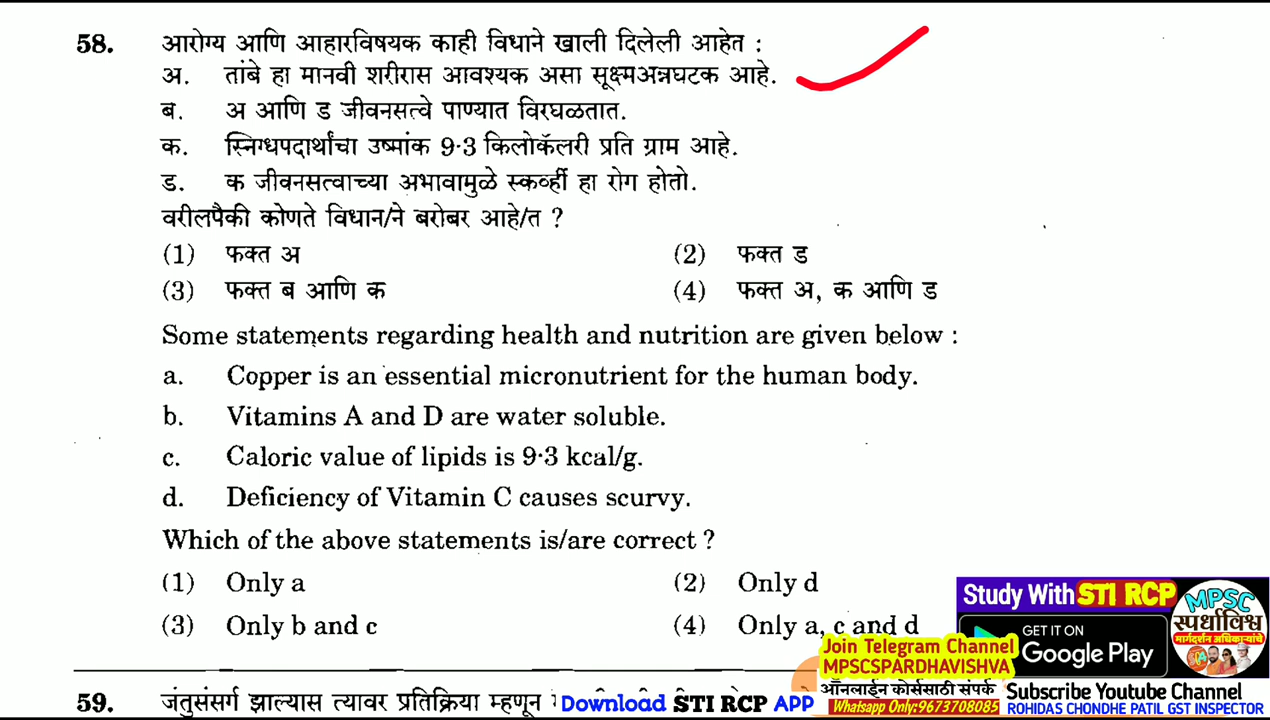 58. आरोग्य आणि आहारविषयक काही विधाने खाली दिलेली आहेत :
अ. तांबे हा मानवी शरीरास आवश्यक असा सूक्ष्मअन्नघटक आहे.
ब. अ आणि ड जीवनसत्वे पाण्यात विरघळतात.
क. स्निग्धपदार्थांचा उष्मांक 9·3 किलोकॅलरी प्रति ग्राम आहे.
ड. क जीवनसत्वाच्या अभावामुळे स्कर्व्ही हा रोग होतो.
वरीलपैकी कोणते विधान/ने बरोबर आहे/त ?
(1) फक्त अ (2) फक्त ड
(3) फक्त ब आणि क (4) फक्त अ, क आणि ड
Some statements regarding health and nutrition are given below :
a. Copper is an essential micronutrient for the human body.
b. Vitamins A and D are water soluble.
c. Caloric value of lipids is 9·3 kcal/g.
d. Deficiency of Vitamin C causes scurvy.
Which of the above statements is/are correct ?
(1) Only a (2) Only d
(3) Only b and c (4) Only a, c and d
Study With STI RCP
MPSC
स्पर्धाविश्व
मार्गदर्शन अधिकाऱ्यांचे
GET IT ON
Google Play
Join Telegram Channel
MPSCSPARDHAVISHVA
ऑनलाईन कोर्ससाठी संपर्क
Whatsapp Only:9673708085
Subscribe Youtube Channel
ROHIDAS CHONDHE PATIL GST INSPECTOR
59. जंतुसंसर्ग झाल्यास त्यावर प्रतिक्रिया म्हणून
Download STI RCP APP